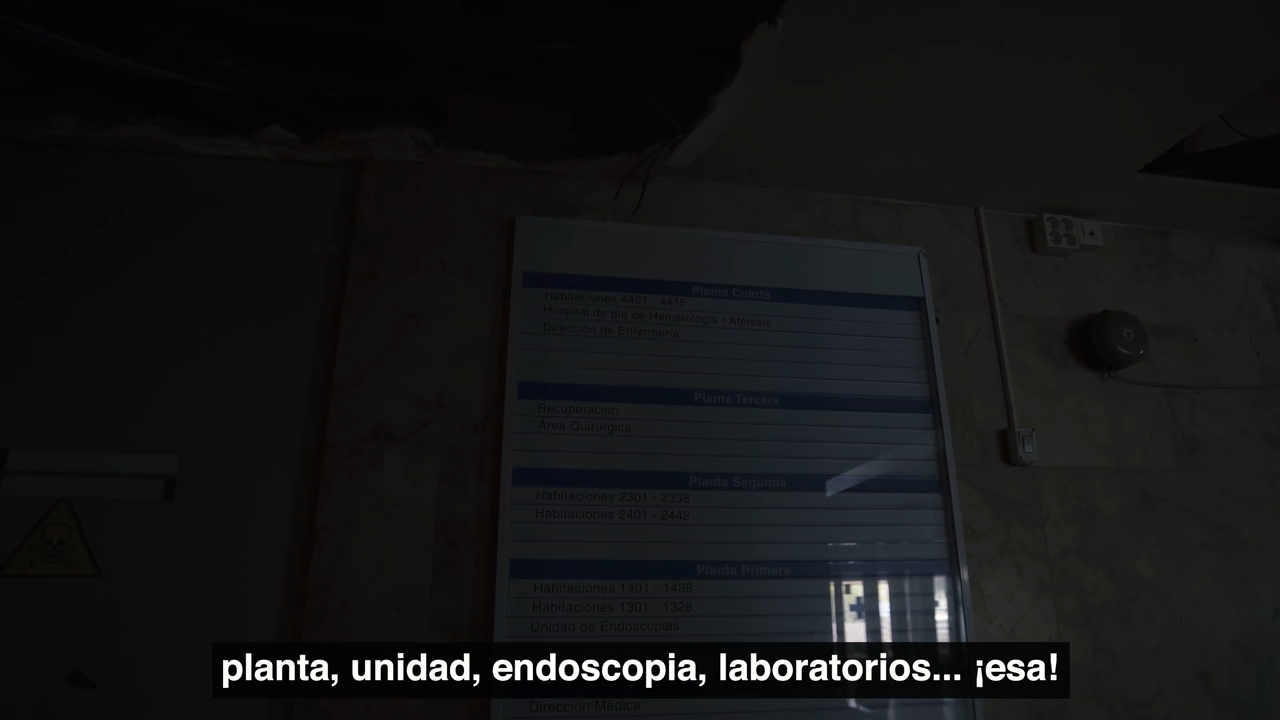 Planta Cuarta
Habitaciones 4401 - 4416
Hospital de día de Hematología / Aféresis
Dirección de Enfermería
Planta Tercera
Recuperación
Area Quirúrgica
Planta Segunda
Habitaciones 2301 - 2338
Habitaciones 2401 - 2442
Planta Primera
Habitaciones 1401 - 1438
Habitaciones 1301 - 1326
Unidad de Endoscopias
planta, unidad, endoscopia, laboratorios... ¡esa!
Dirección Médica